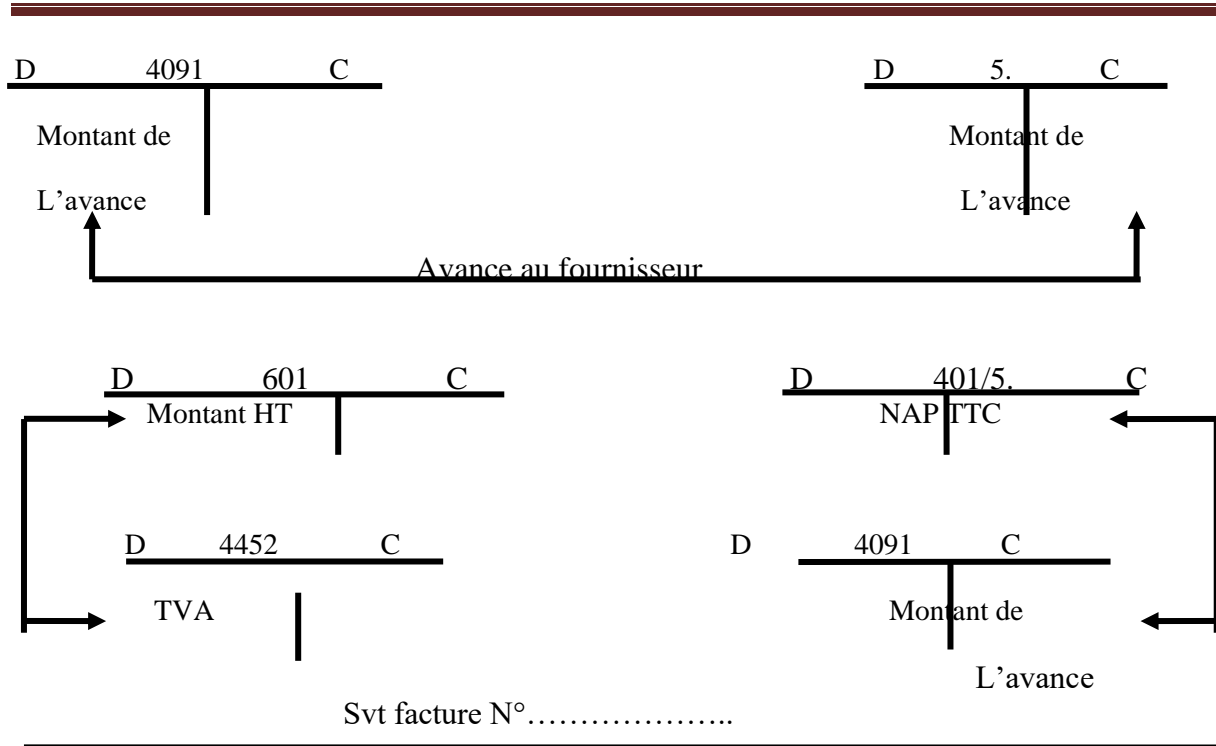 D 4091 C D 5. C
Montant de Montant de
L’avance L’avance
Avance au fournisseur
D 601 C D 401/5. C
Montant HT NAP TTC
D 4452 C D 4091 C
TVA Montant de
L’avance
Svt facture N°………………..